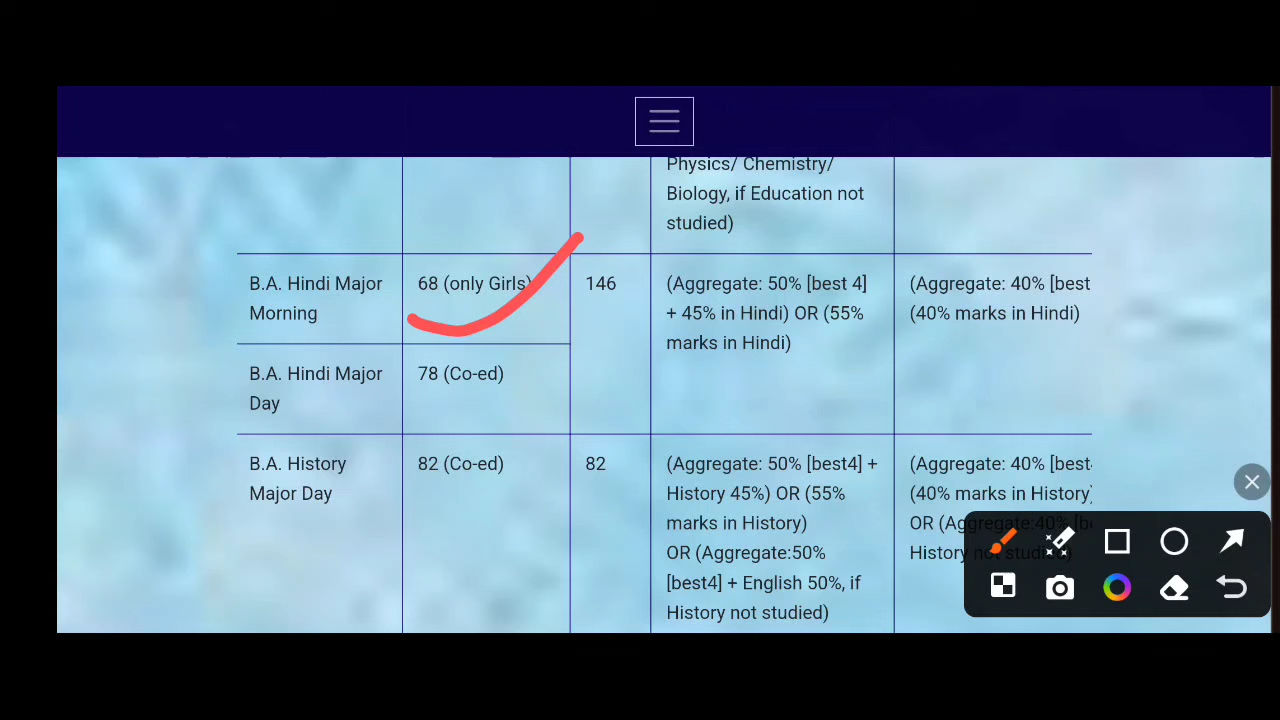 Physics/ Chemistry/
Biology, if Education not
studied)
B.A. Hindi Major
Morning
68 (only Girls)
146
(Aggregate: 50% [best 4]
+ 45% in Hindi) OR (55%
marks in Hindi)
(Aggregate: 40% [best
(40% marks in Hindi)
B.A. Hindi Major
Day
78 (Co-ed)
B.A. History
Major Day
82 (Co-ed)
82
(Aggregate: 50% [best4] +
History 45%) OR (55%
marks in History)
OR (Aggregate:50%
[best4] + English 50%, if
History not studied)
(Aggregate: 40% [best
(40% marks in History)
OR (Aggregate:40%
History not studied)